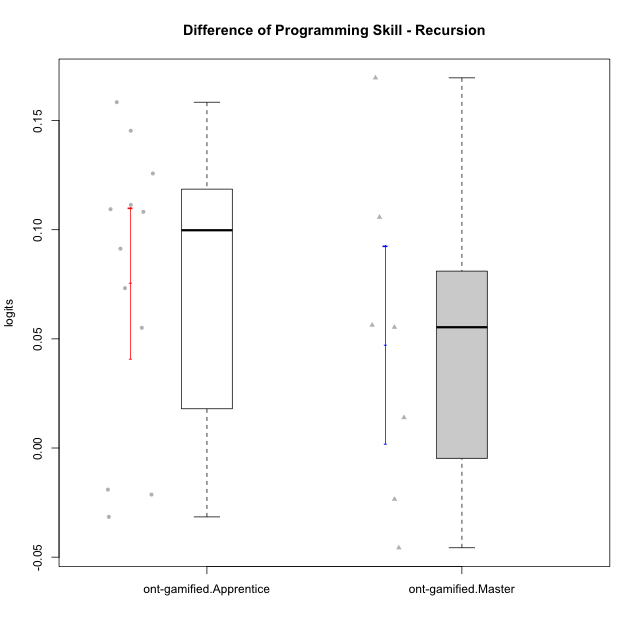 Difference of Programming Skill - Recursion
logits
0.15
0.10
0.05
0.00
-0.05
ont-gamified.Apprentice
ont-gamified.Master